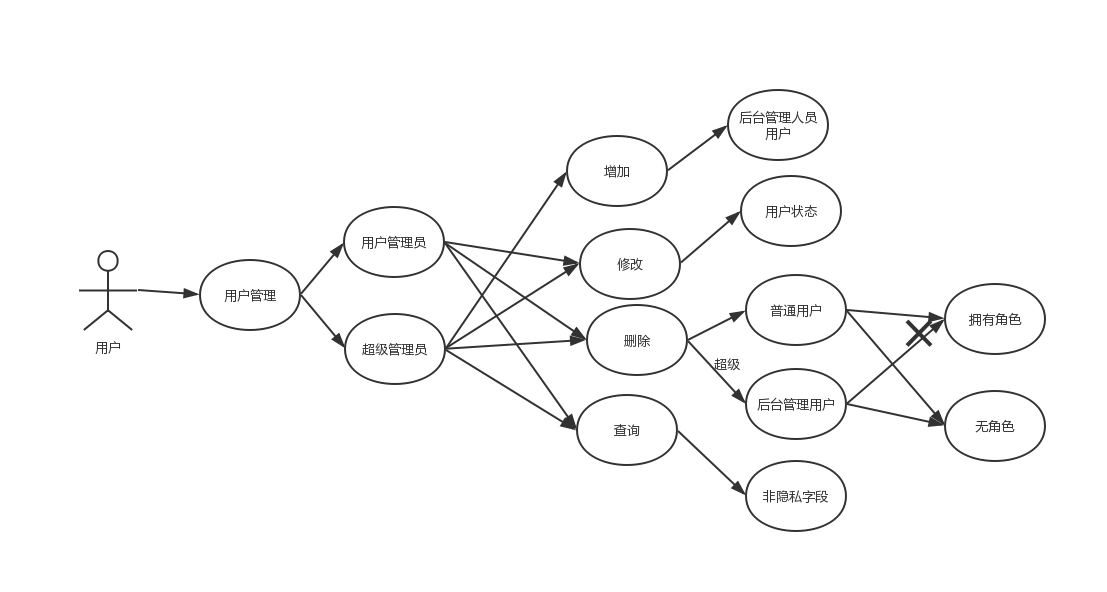 用户
用户管理
用户管理员
超级管理员
增加
修改
删除
查询
后台管理人员
用户
用户状态
普通用户
超级
后台管理用户
非隐私字段
拥有角色
无角色